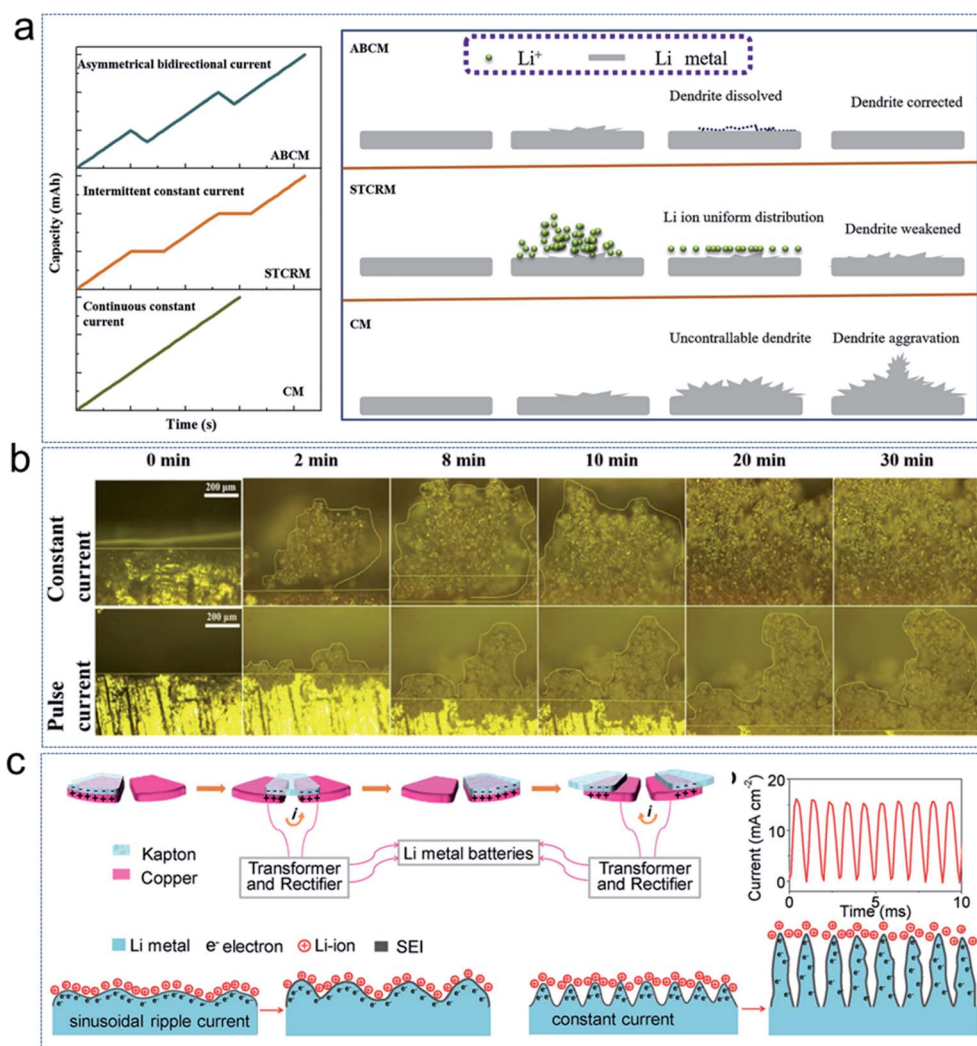 a
Asymmetrical bidirectional current
ABCM
Intermittent constant current
STCRM
Continuous constant
current
CM
Capacity (mAh)
Time (s)
ABCM
Li+
Li metal
Dendrite dissolved
Dendrite corrected
STCRM
Li ion uniform distribution
Dendrite weakened
CM
Uncontrallable dendrite
Dendrite aggravation
b
0 min
2 min
8 min
10 min
20 min
30 min
Constant
current
200 μm
Pulse
current
200 μm
c
i
i
Kapton
Copper
Transformer
and Rectifier
Li metal batteries
Transformer
and Rectifier
Current (mA cm-2)
20
15
10
5
0
0
5
10
Time (ms)
Li metal
e- electron
Li-ion
SEI
sinusoidal ripple current
constant current